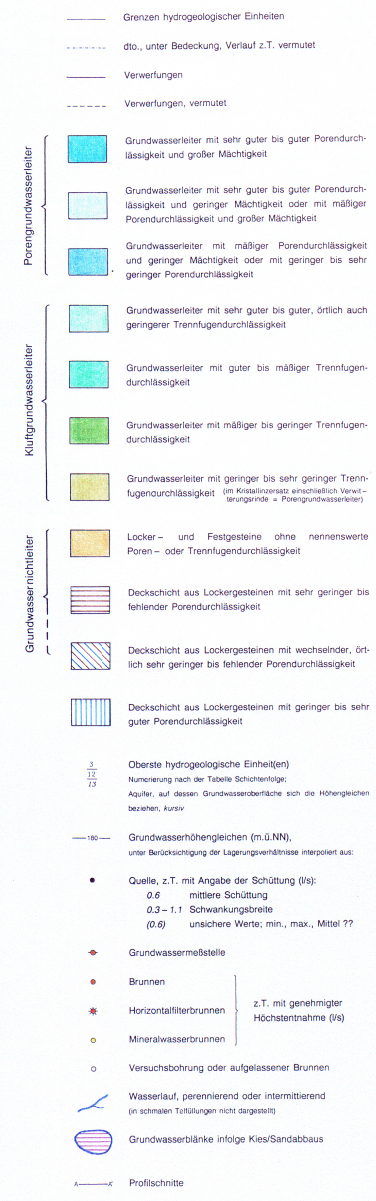 Grenzen hydrogeologischer Einheiten
dto., unter Bedeckung, Verlauf z.T. vermutet
Verwerfungen
Verwerfungen, vermutet
Porengrundwasserleiter
Grundwasserleiter mit sehr guter bis guter Porendurch-
lässigkeit und großer Mächtigkeit
Grundwasserleiter mit sehr guter bis guter Porendurch-
lässigkeit und geringer Mächtigkeit oder mit mäßiger
Porendurchlässigkeit und großer Mächtigkeit
Grundwasserleiter mit mäßiger Porendurchlässigkeit
und geringer Mächtigkeit oder mit geringer bis sehr
geringer Porendurchlässigkeit
Kluftgrundwasserleiter
Grundwasserleiter mit sehr guter bis guter, örtlich auch
geringerer Trennfugendurchlässigkeit
Grundwasserleiter mit guter bis mäßiger Trennfugen-
durchlässigkeit
Grundwasserleiter mit mäßiger bis geringer Trennfugen-
durchlässigkeit
Grundwasserleiter mit geringer bis sehr geringer Trenn-
fugendurchlässigkeit (im Kristallinzersatz einschließlich Verwit-
terungsrinde = Porengrundwasserleiter)
Grundwassernichtleiter
Locker- und Festgesteine ohne nennenswerte
Poren- oder Trennfugendurchlässigkeit
Deckschicht aus Lockergesteinen mit sehr geringer bis
fehlender Porendurchlässigkeit
Deckschicht aus Lockergesteinen mit wechselnder, ört-
lich sehr geringer bis fehlender Porendurchlässigkeit
Deckschicht aus Lockergesteinen mit geringer bis sehr
guter Porendurchlässigkeit
3
12
13
Oberste hydrogeologische Einheit(en)
Numerierung nach der Tabelle Schichtenfolge;
Aquifer, auf dessen Grundwasseroberfläche sich die Höhengleichen
beziehen, kursiv
180
Grundwasserhöhengleichen (m.ü.NN),
unter Berücksichtigung der Lagerungsverhältnisse interpoliert aus:
Quelle, z.T. mit Angabe der Schüttung (l/s):
0.6 mittlere Schüttung
0.3 – 1.1 Schwankungsbreite
(0.6) unsichere Werte; min., max., Mittel ??
Grundwassermeßstelle
Brunnen
Horizontalfilterbrunnen
Mineralwasserbrunnen
z.T. mit genehmigter
Höchstentnahme (l/s)
Versuchsbohrung oder aufgelassener Brunnen
Wasserlauf, perennierend oder intermittierend
(in schmalen Talfüllungen nicht dargestellt)
Grundwasserblänke infolge Kies/Sandabbaus
A A' Profilschnitte